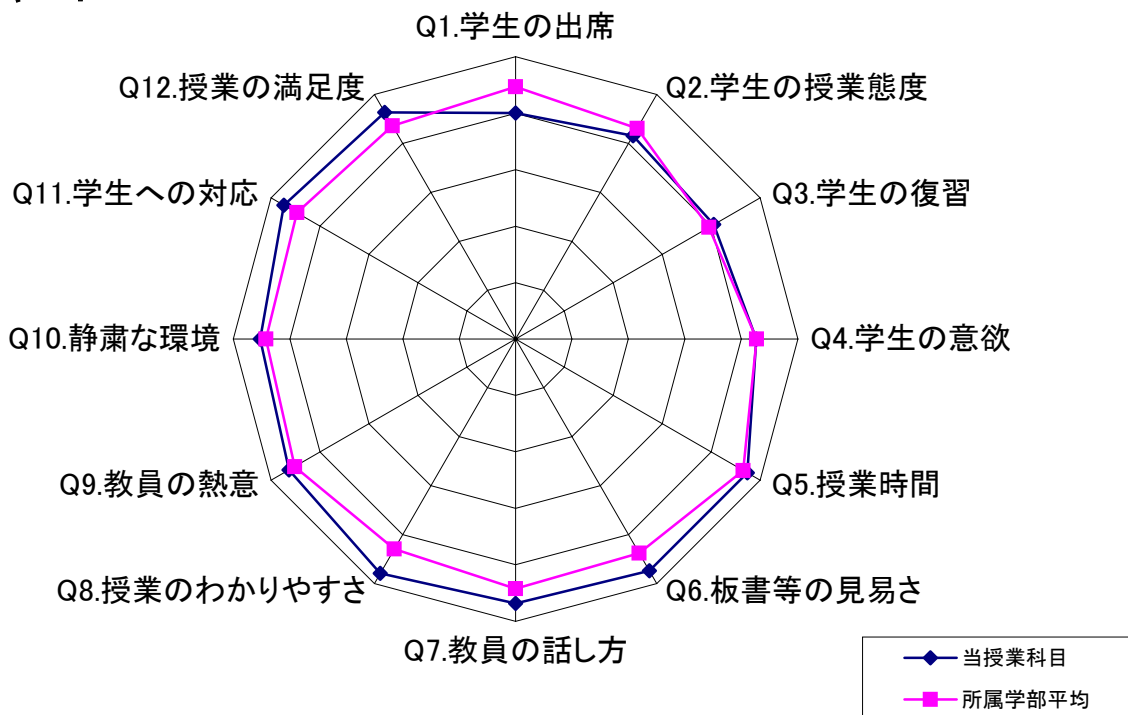 Q1.学生の出席
Q2.学生の授業態度
Q3.学生の復習
Q4.学生の意欲
Q5.授業時間
Q6.板書等の見易さ
Q7.教員の話し方
Q8.授業のわかりやすさ
Q9.教員の熱意
Q10.静粛な環境
Q11.学生への対応
Q12.授業の満足度
当授業科目
所属学部平均